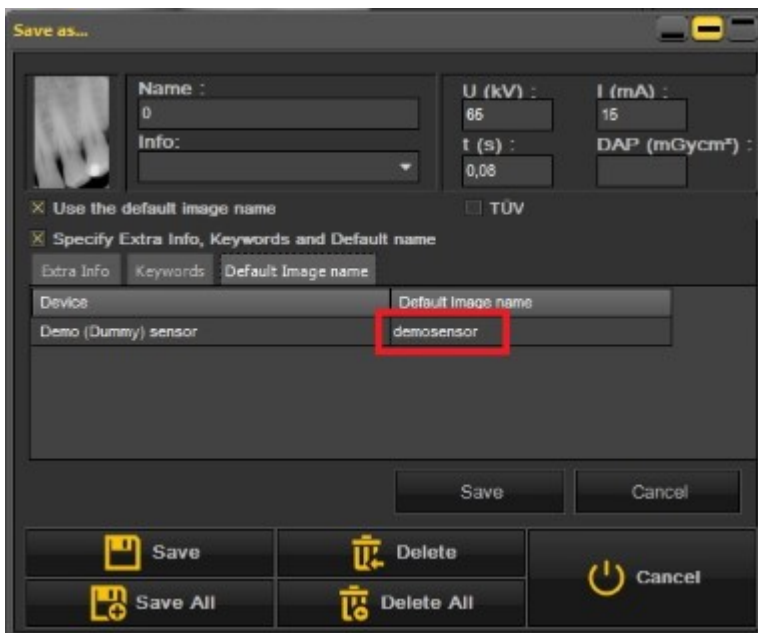 Save as...
Name :
0
Info:
U (kV) :
65
I (mA) :
15
t (s) :
0,08
DAP (mGycm²) :
Use the default image name
TÜV
Specify Extra Info, Keywords and Default name
Extra Info Keywords Default Image name
Device Default Image name
Demo (Dummy) sensor demosensor
Save Cancel
Save Delete
Cancel
Save All Delete All